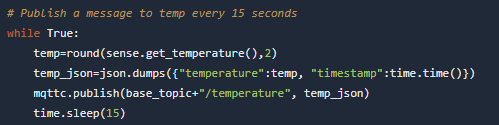 # Publish a message to temp every 15 seconds
while True:
    temp=round(sense.get_temperature(),2)
    temp_json=json.dumps({"temperature":temp, "timestamp":time.time()})
    mqttc.publish(base_topic+"/temperature", temp_json)
    time.sleep(15)